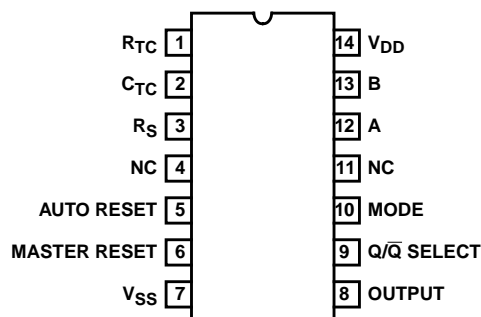 RTC 1 14 VDD
CTC 2 13 B
RS 3 12 A
NC 4 11 NC
AUTO RESET 5 10 MODE
MASTER RESET 6 9 Q/Q̅ SELECT
VSS 7 8 OUTPUT